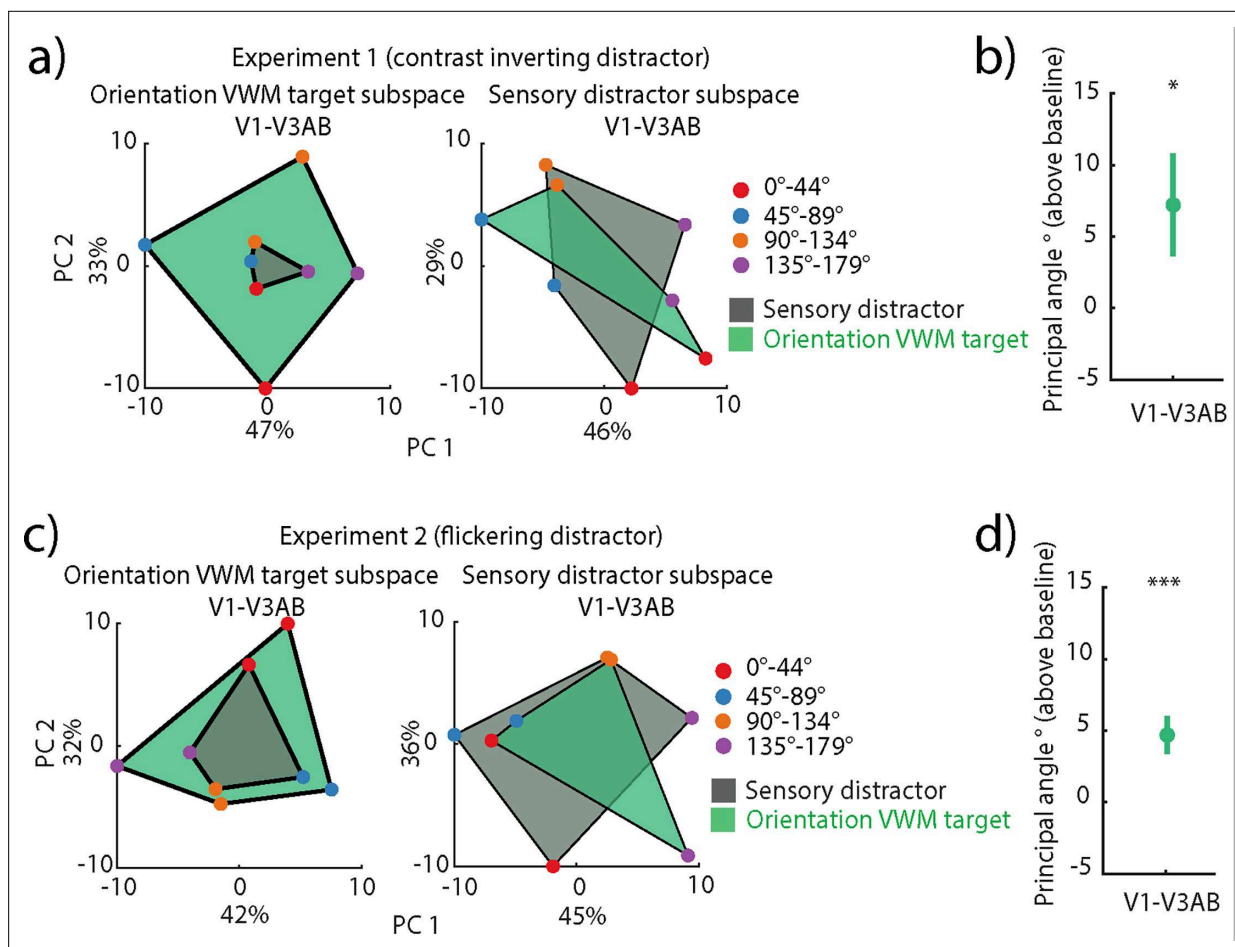 a)
Experiment 1 (contrast inverting distractor)
Orientation VWM target subspace
V1-V3AB
Sensory distractor subspace
V1-V3AB
10
0
-10
PC 2
33%
-10
0
10
47%
10
0
-10
29%
-10
0
10
46%
PC 1
0°-44°
45°-89°
90°-134°
135°-179°
Sensory distractor
Orientation VWM target
b)
Principal angle ° (above baseline)
15
10
5
0
-5
*
V1-V3AB
c)
Experiment 2 (flickering distractor)
Orientation VWM target subspace
V1-V3AB
Sensory distractor subspace
V1-V3AB
10
0
-10
PC 2
32%
-10
0
10
42%
10
0
-10
36%
-10
0
10
45%
PC 1
0°-44°
45°-89°
90°-134°
135°-179°
Sensory distractor
Orientation VWM target
d)
Principal angle ° (above baseline)
15
10
5
0
-5
***
V1-V3AB